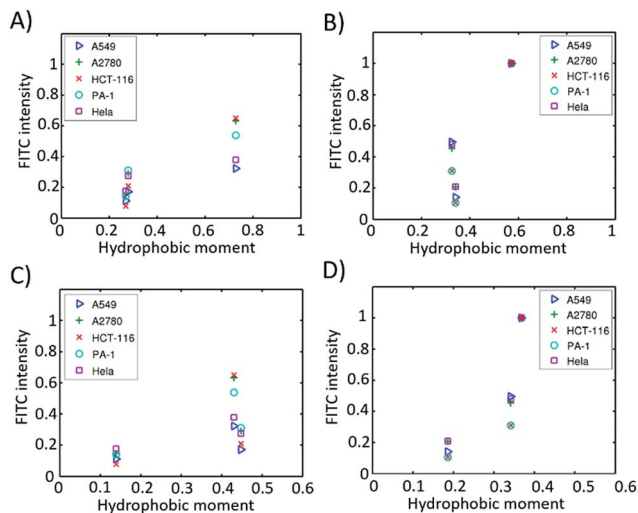 A)
FITC intensity
1
0.8
0.6
0.4
0.2
0
A549
A2780
HCT-116
PA-1
Hela
0 0.2 0.4 0.6 0.8 1
Hydrophobic moment
B)
FITC intensity
1
0.8
0.6
0.4
0.2
0
A549
A2780
HCT-116
PA-1
Hela
0 0.2 0.4 0.6 0.8 1
Hydrophobic moment
C)
FITC intensity
1
0.8
0.6
0.4
0.2
0
A549
A2780
HCT-116
PA-1
Hela
0 0.1 0.2 0.3 0.4 0.5 0.6
Hydrophobic moment
D)
FITC intensity
1
0.8
0.6
0.4
0.2
0
A549
A2780
HCT-116
PA-1
Hela
0 0.1 0.2 0.3 0.4 0.5 0.6
Hydrophobic moment